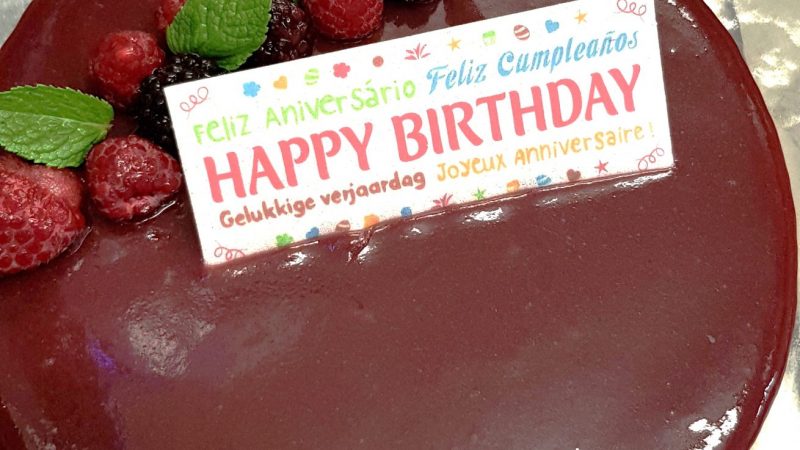 Feliz Aniversário Feliz Cumpleaños
HAPPY BIRTHDAY
Gelukkige verjaardag Joyeux Anniversaire!